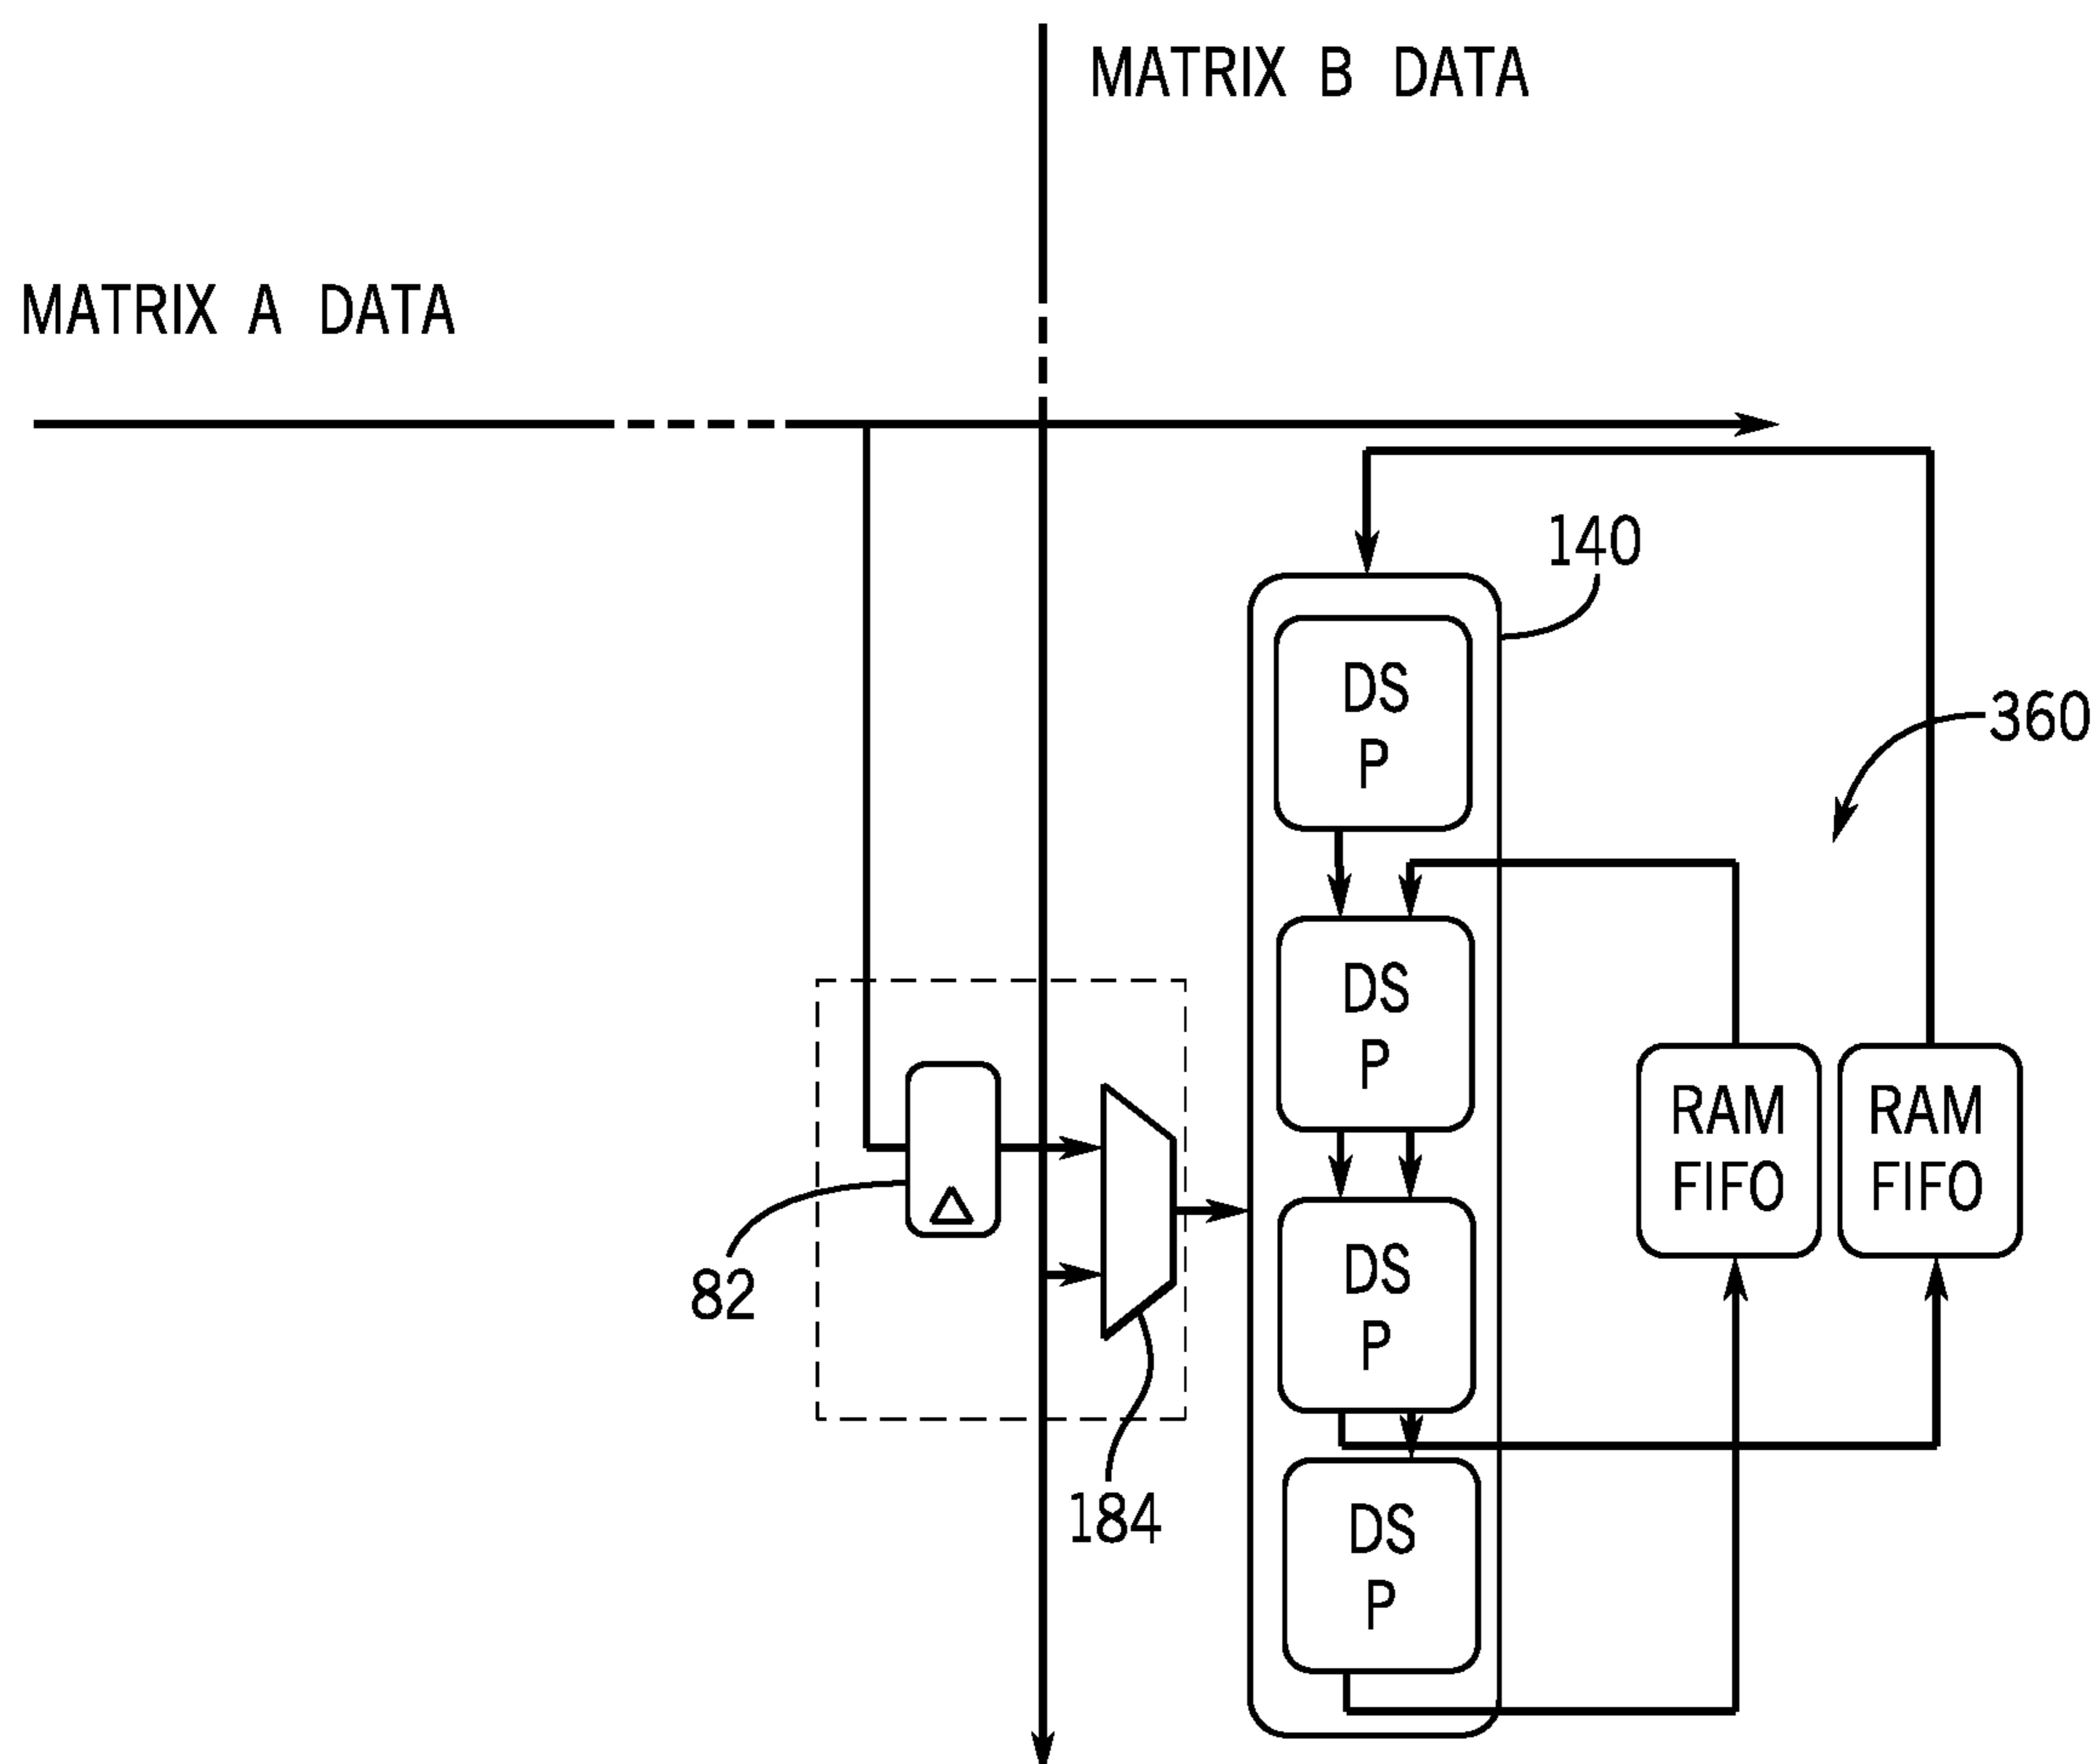 MATRIX B DATA
MATRIX A DATA
140
DS
P
360
DS
P
RAM
FIFO
RAM
FIFO
82
DS
P
184
DS
P